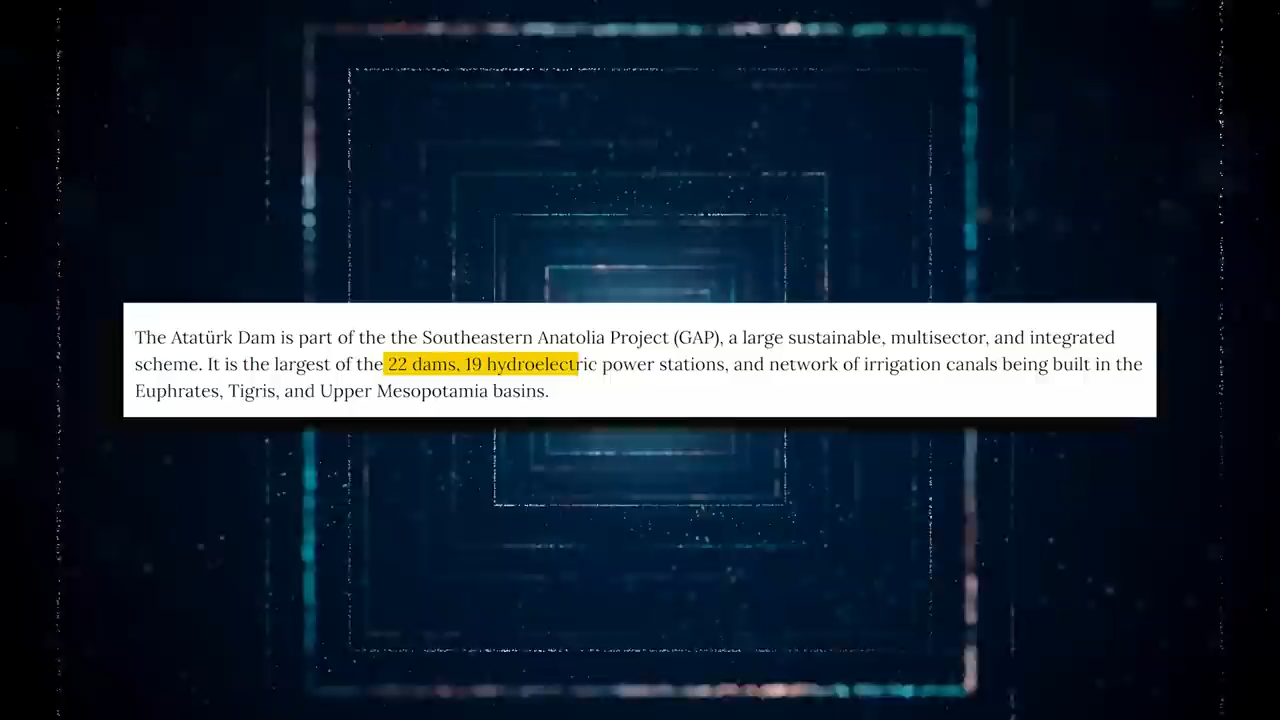 The Atatürk Dam is part of the the Southeastern Anatolia Project (GAP), a large sustainable, multisector, and integrated
scheme. It is the largest of the 22 dams, 19 hydroelectric power stations, and network of irrigation canals being built in the
Euphrates, Tigris, and Upper Mesopotamia basins.